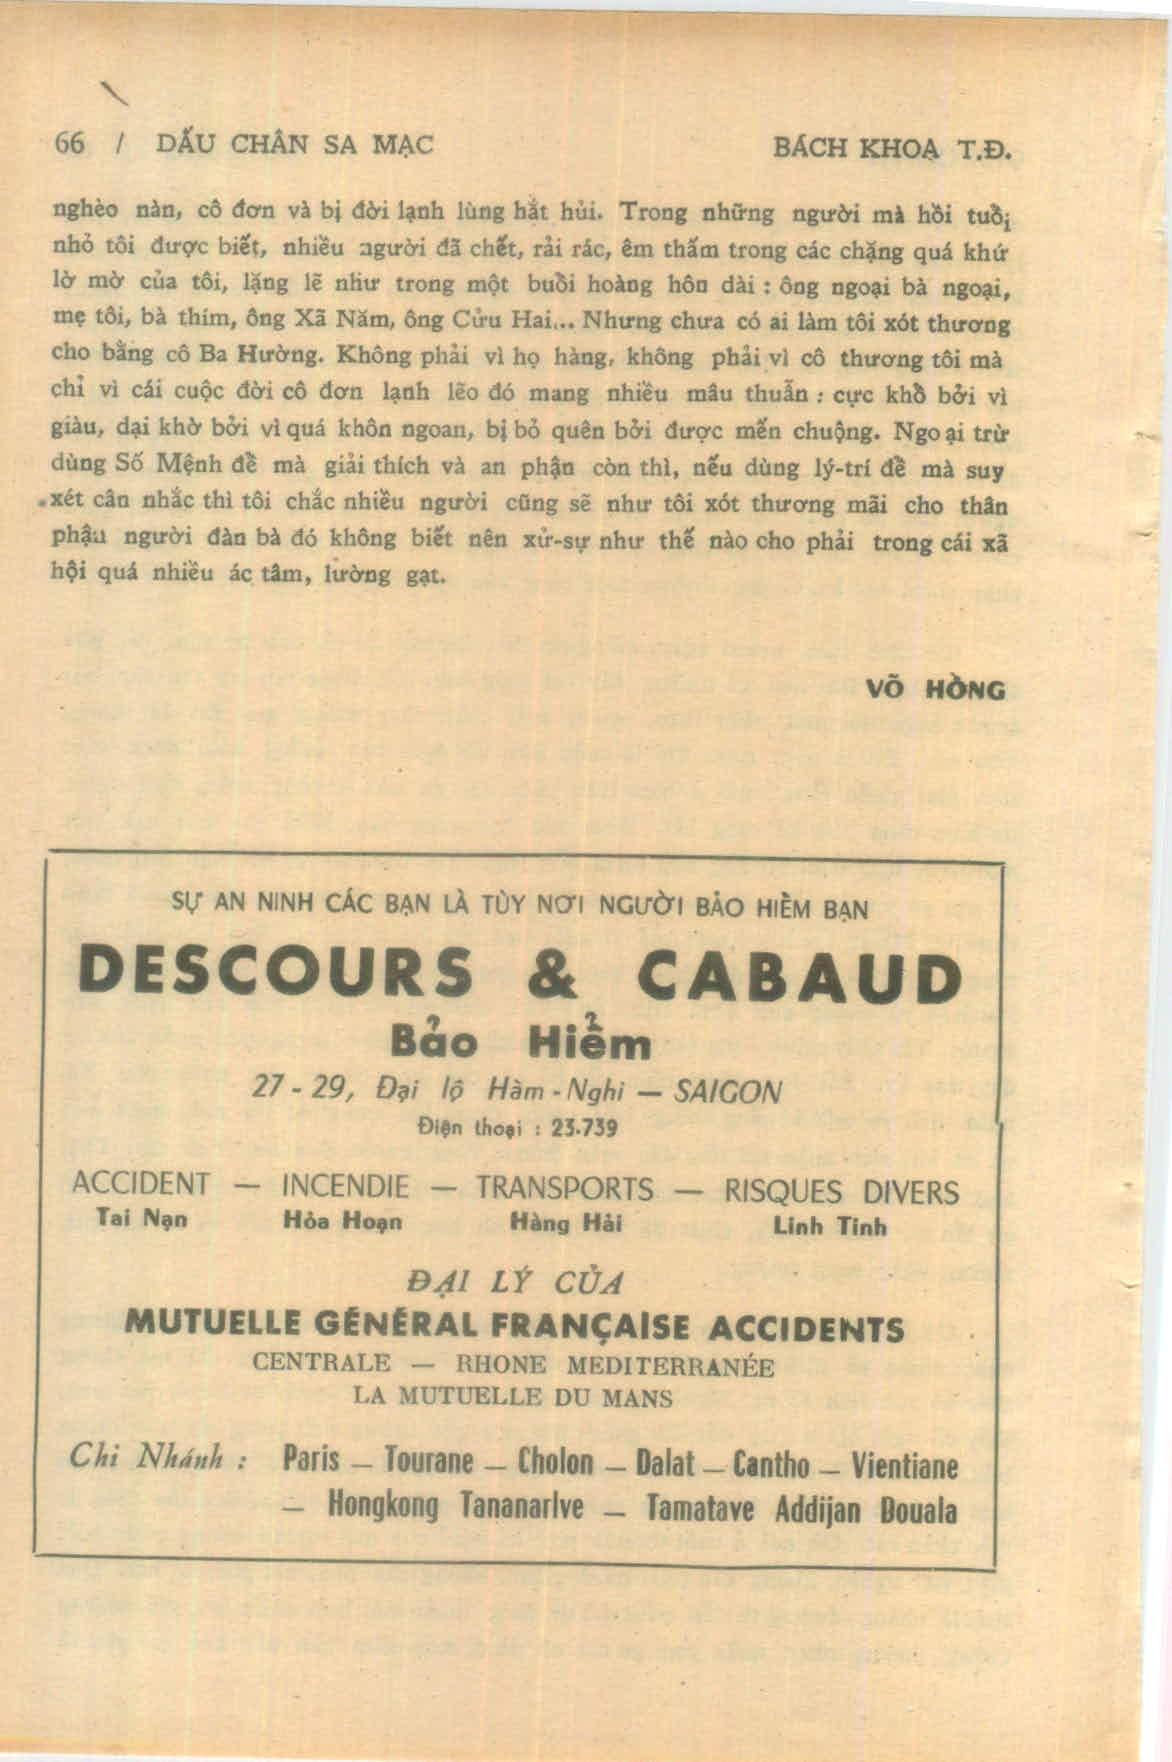 66 / DẤU CHÂN SA MẠC
BÁCH KHOA T.Đ.
nghèo nàn, cô đơn và bị đời lạnh lùng hắt hủi. Trong những người mà hồi tuổi
nhỏ tôi được biết, nhiều người đã chết, rải rác, êm thấm trong các chặng quá khứ
lờ mờ của tôi, lặng lẽ như trong một buổi hoàng hôn dài : ông ngoại bà ngoại,
mẹ tôi, bà thím, ông Xã Năm, ông Cửu Hai... Nhưng chưa có ai làm tôi xót thương
cho bằng cô Ba Hường. Không phải vì họ hàng, không phải vì cô thương tôi mà
chỉ vì cái cuộc đời cô đơn lạnh lẽo đó mang nhiều mâu thuẫn : cực khổ bởi vì
giàu, dại khờ bởi vì quá khôn ngoan, bị bỏ quên bởi được mến chuộng. Ngoại trừ
dùng Số Mệnh để mà giải thích và an phận còn thì, nếu dùng lý-trí để mà suy
xét cân nhắc thì tôi chắc nhiều người cũng sẽ như tôi xót thương mãi cho thân
phận người đàn bà đó không biết nên xử-sự như thế nào cho phải trong cái xã
hội quá nhiều ác tâm, lường gạt.
VÕ HỒNG
SỰ AN NINH CÁC BẠN LÀ TÙY NƠI NGƯỜI BẢO HIỂM BẠN
DESCOURS & CABAUD
Bảo Hiểm
27 - 29, Đại lộ Hàm - Nghi — SAIGON
Điện thoại : 23.739
ACCIDENT — INCENDIE — TRANSPORTS — RISQUES DIVERS
Tai Nạn Hỏa Hoạn Hàng Hải Linh Tinh
ĐẠI LÝ CỦA
MUTUELLE GÉNÉRAL FRANÇAISE ACCIDENTS
CENTRALE — RHONE MEDITERRANÉE
LA MUTUELLE DU MANS
Chi Nhánh : Paris — Tourane — Cholon — Dalat — Cantho — Vientiane
— Hongkong Tananarive — Tamatave Addijan Douala